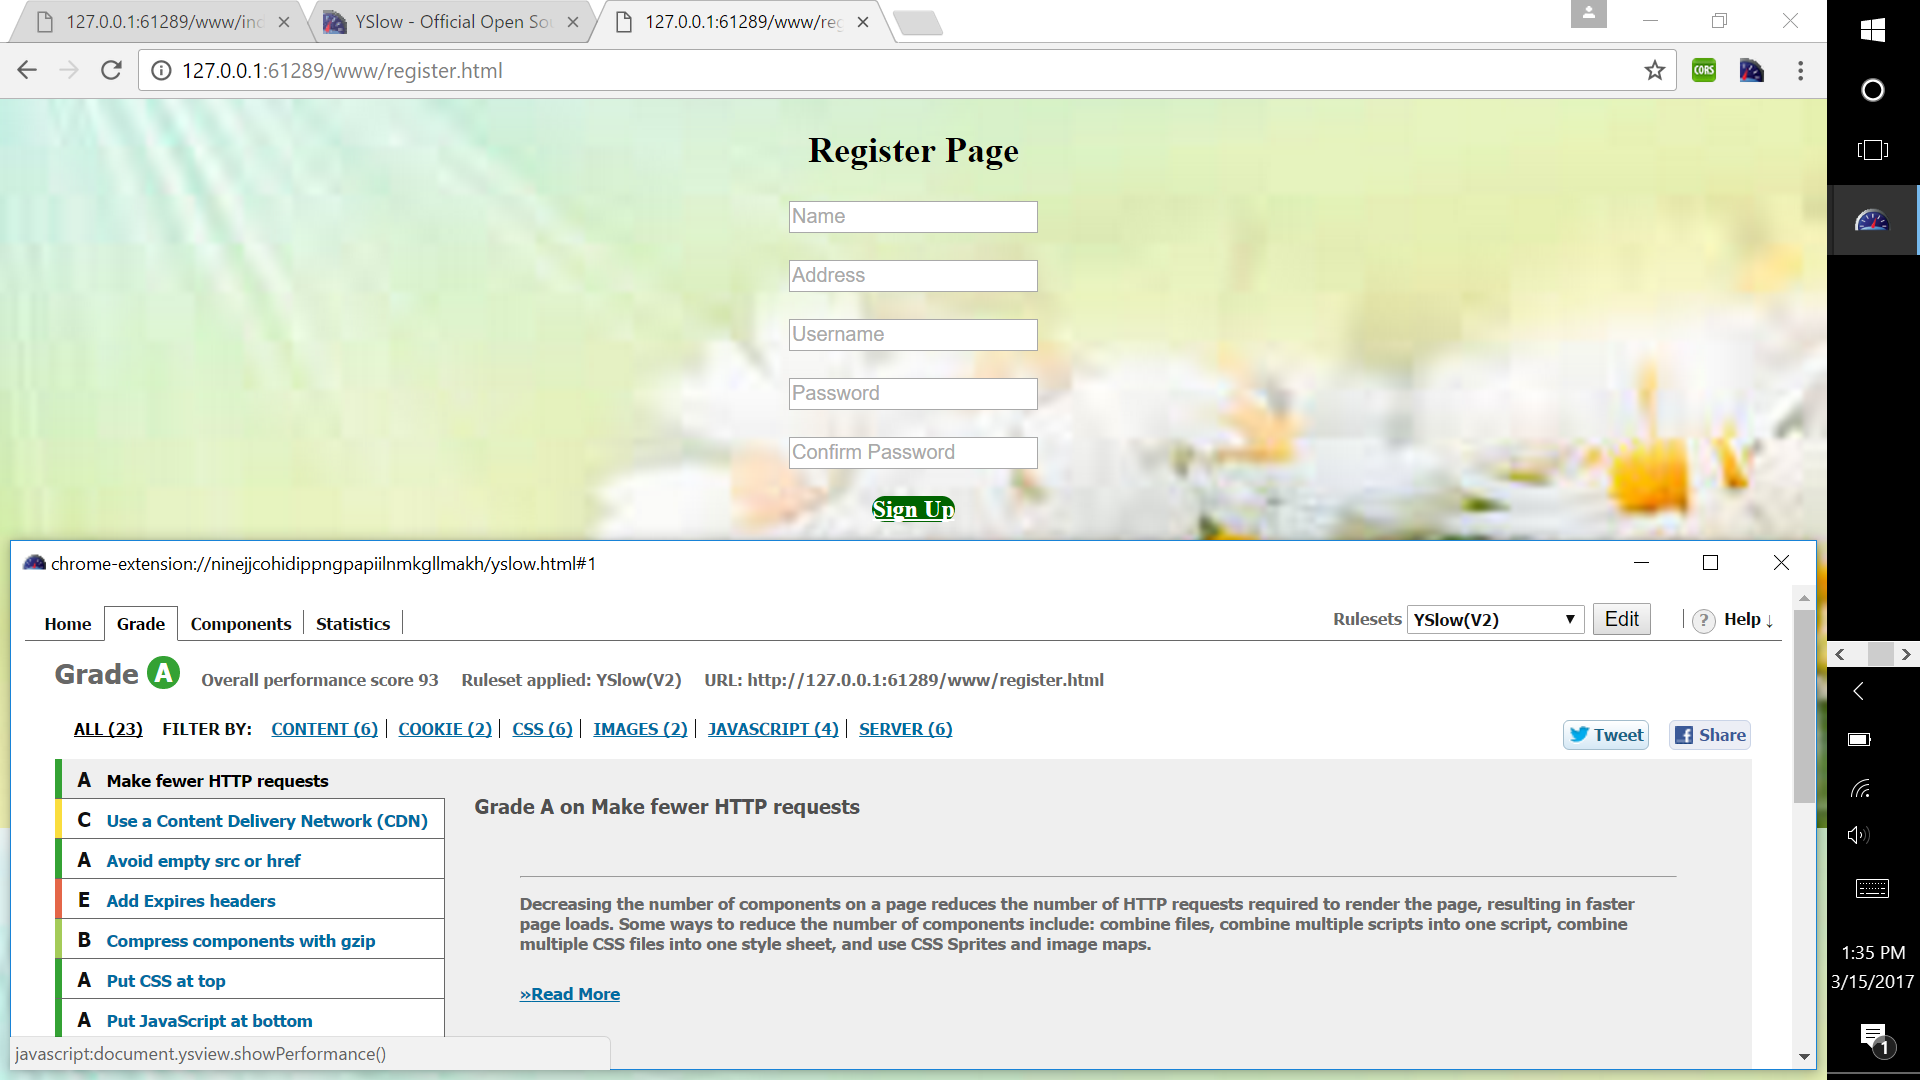 127.0.0.1:61289/www/ind
YSlow - Official Open Sou
127.0.0.1:61289/www/reg
127.0.0.1:61289/www/register.html
CORS
Register Page
Name
Address
Username
Password
Confirm Password
Sign Up
chrome-extension://ninejjcohidippngpapiilnmkgllmakh/yslow.html#1
Home Grade Components Statistics
Rulesets YSlow(V2) Edit ? Help ↓
Grade A Overall performance score 93 Ruleset applied: YSlow(V2) URL: http://127.0.0.1:61289/www/register.html
ALL (23) FILTER BY: CONTENT (6) COOKIE (2) CSS (6) IMAGES (2) JAVASCRIPT (4) SERVER (6)
Tweet Share
A Make fewer HTTP requests
C Use a Content Delivery Network (CDN)
A Avoid empty src or href
E Add Expires headers
B Compress components with gzip
A Put CSS at top
A Put JavaScript at bottom
Grade A on Make fewer HTTP requests
Decreasing the number of components on a page reduces the number of HTTP requests required to render the page, resulting in faster
page loads. Some ways to reduce the number of components include: combine files, combine multiple scripts into one script, combine
multiple CSS files into one style sheet, and use CSS Sprites and image maps.
»Read More
javascript:document.ysview.showPerformance()
1:35 PM
3/15/2017
1